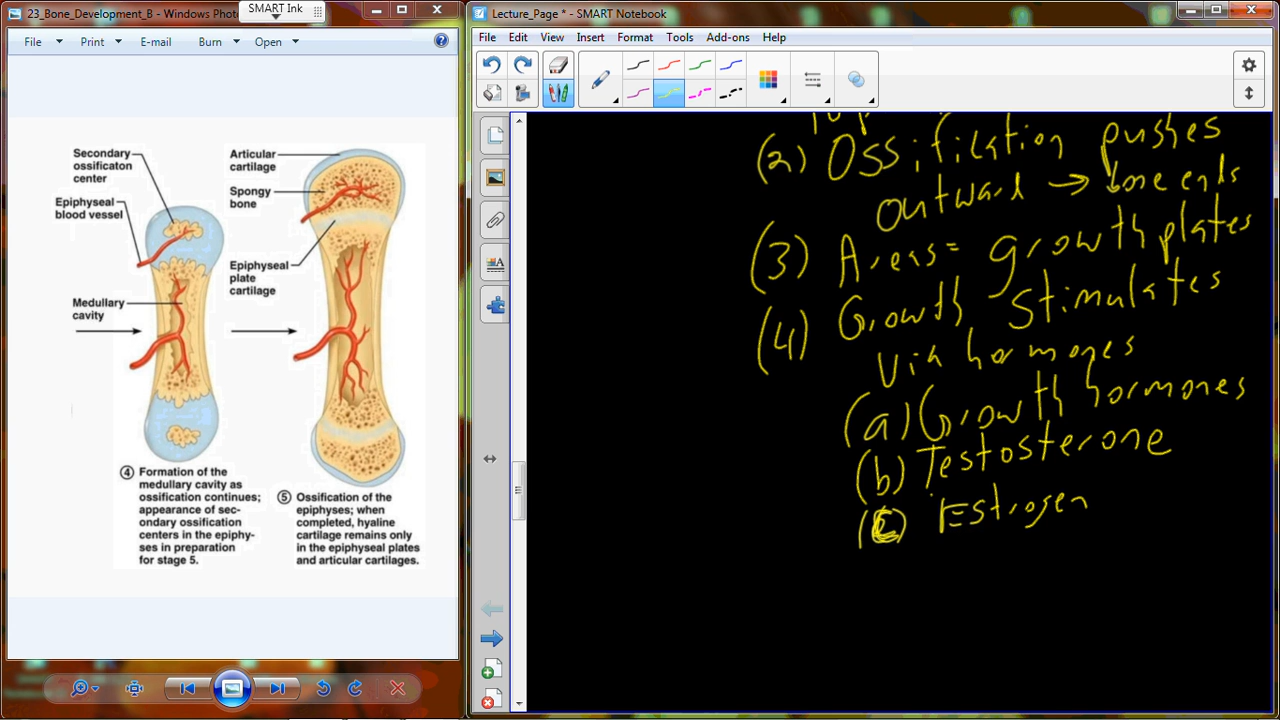 23_Bone_Development_B - Windows Phot
SMART Ink
File Print E-mail Burn Open
Secondary
ossificaton
center
Epiphyseal
blood vessel
Medullary
cavity
Articular
cartilage
Spongy
bone
Epiphyseal
plate
cartilage
④ Formation of the
medullary cavity as
ossification continues;
appearance of sec-
ondary ossification
centers in the epiphy-
ses in preparation
for stage 5.
⑤ Ossification of the
epiphyses; when
completed, hyaline
cartilage remains only
in the epiphyseal plates
and articular cartilages.
Lecture_Page * - SMART Notebook
File Edit View Insert Format Tools Add-ons Help
(2) Ossification pushes
outward → bone ends
(3) Areas = growth plates
(4) Growth stimulates
via hormones
(a) Growth hormones
(b) Testosterone
(c) Estrogen